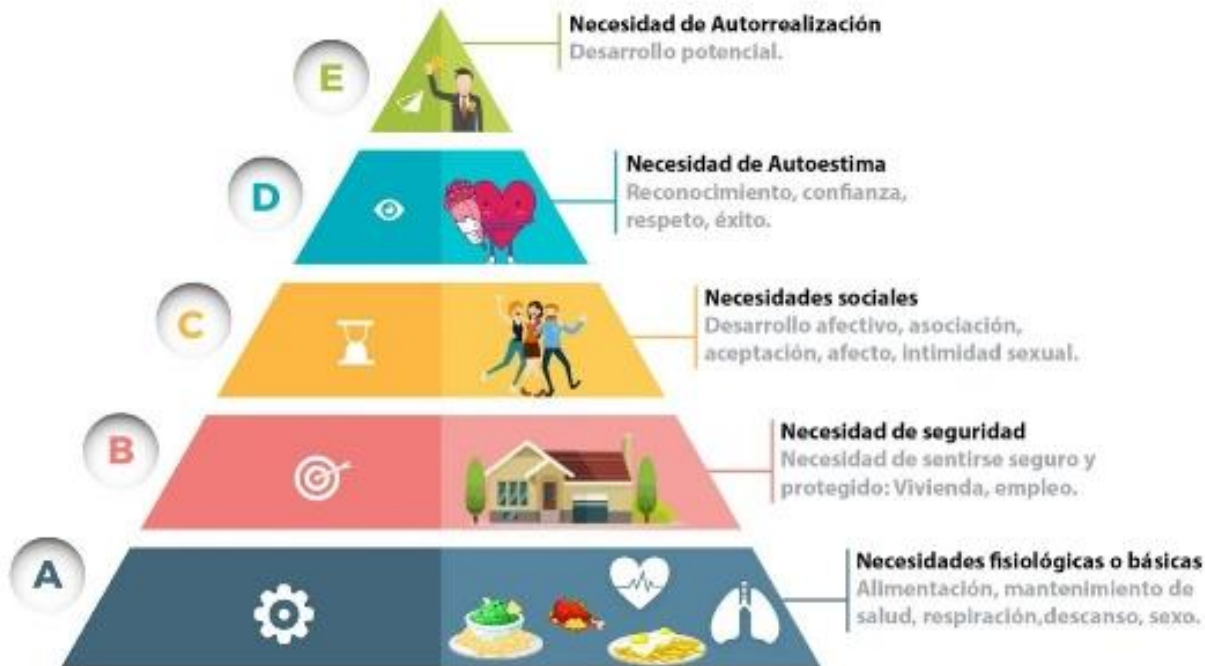 E
Necesidad de Autorrealización
Desarrollo potencial.
D
Necesidad de Autoestima
Reconocimiento, confianza,
respeto, éxito.
C
Necesidades sociales
Desarrollo afectivo, asociación,
aceptación, afecto, intimidad sexual.
B
Necesidad de seguridad
Necesidad de sentirse seguro y
protegido: Vivienda, empleo.
A
Necesidades fisiológicas o básicas
Alimentación, mantenimiento de
salud, respiración,descanso, sexo.